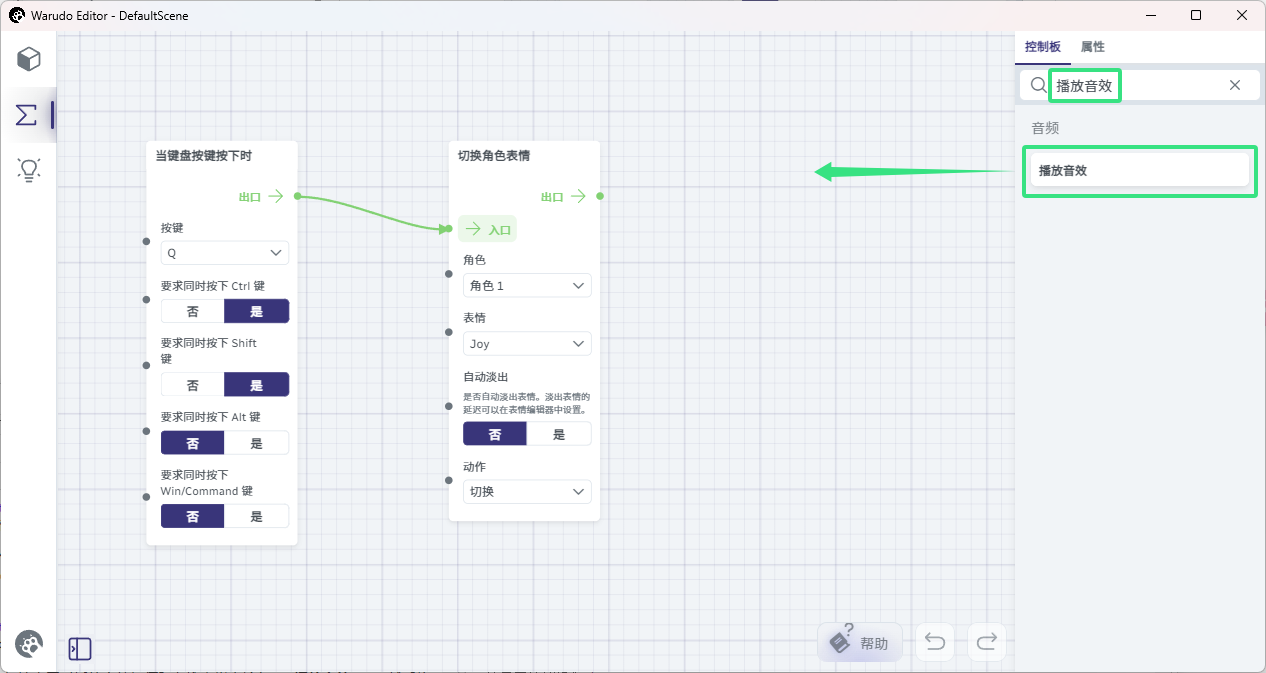 Warudo Editor - DefaultScene
控制板
属性
播放音效
音频
播放音效
当键盘按键按下时
出口
按键
Q
要求同时按下 Ctrl 键
否
是
要求同时按下 Shift
键
否
是
要求同时按下 Alt 键
否
是
要求同时按下
Win/Command 键
否
是
切换角色表情
出口
入口
角色
角色 1
表情
Joy
自动淡出
是否自动淡出表情。淡出表情的
延迟可以在表情编辑器中设置。
否
是
动作
切换
?
帮助